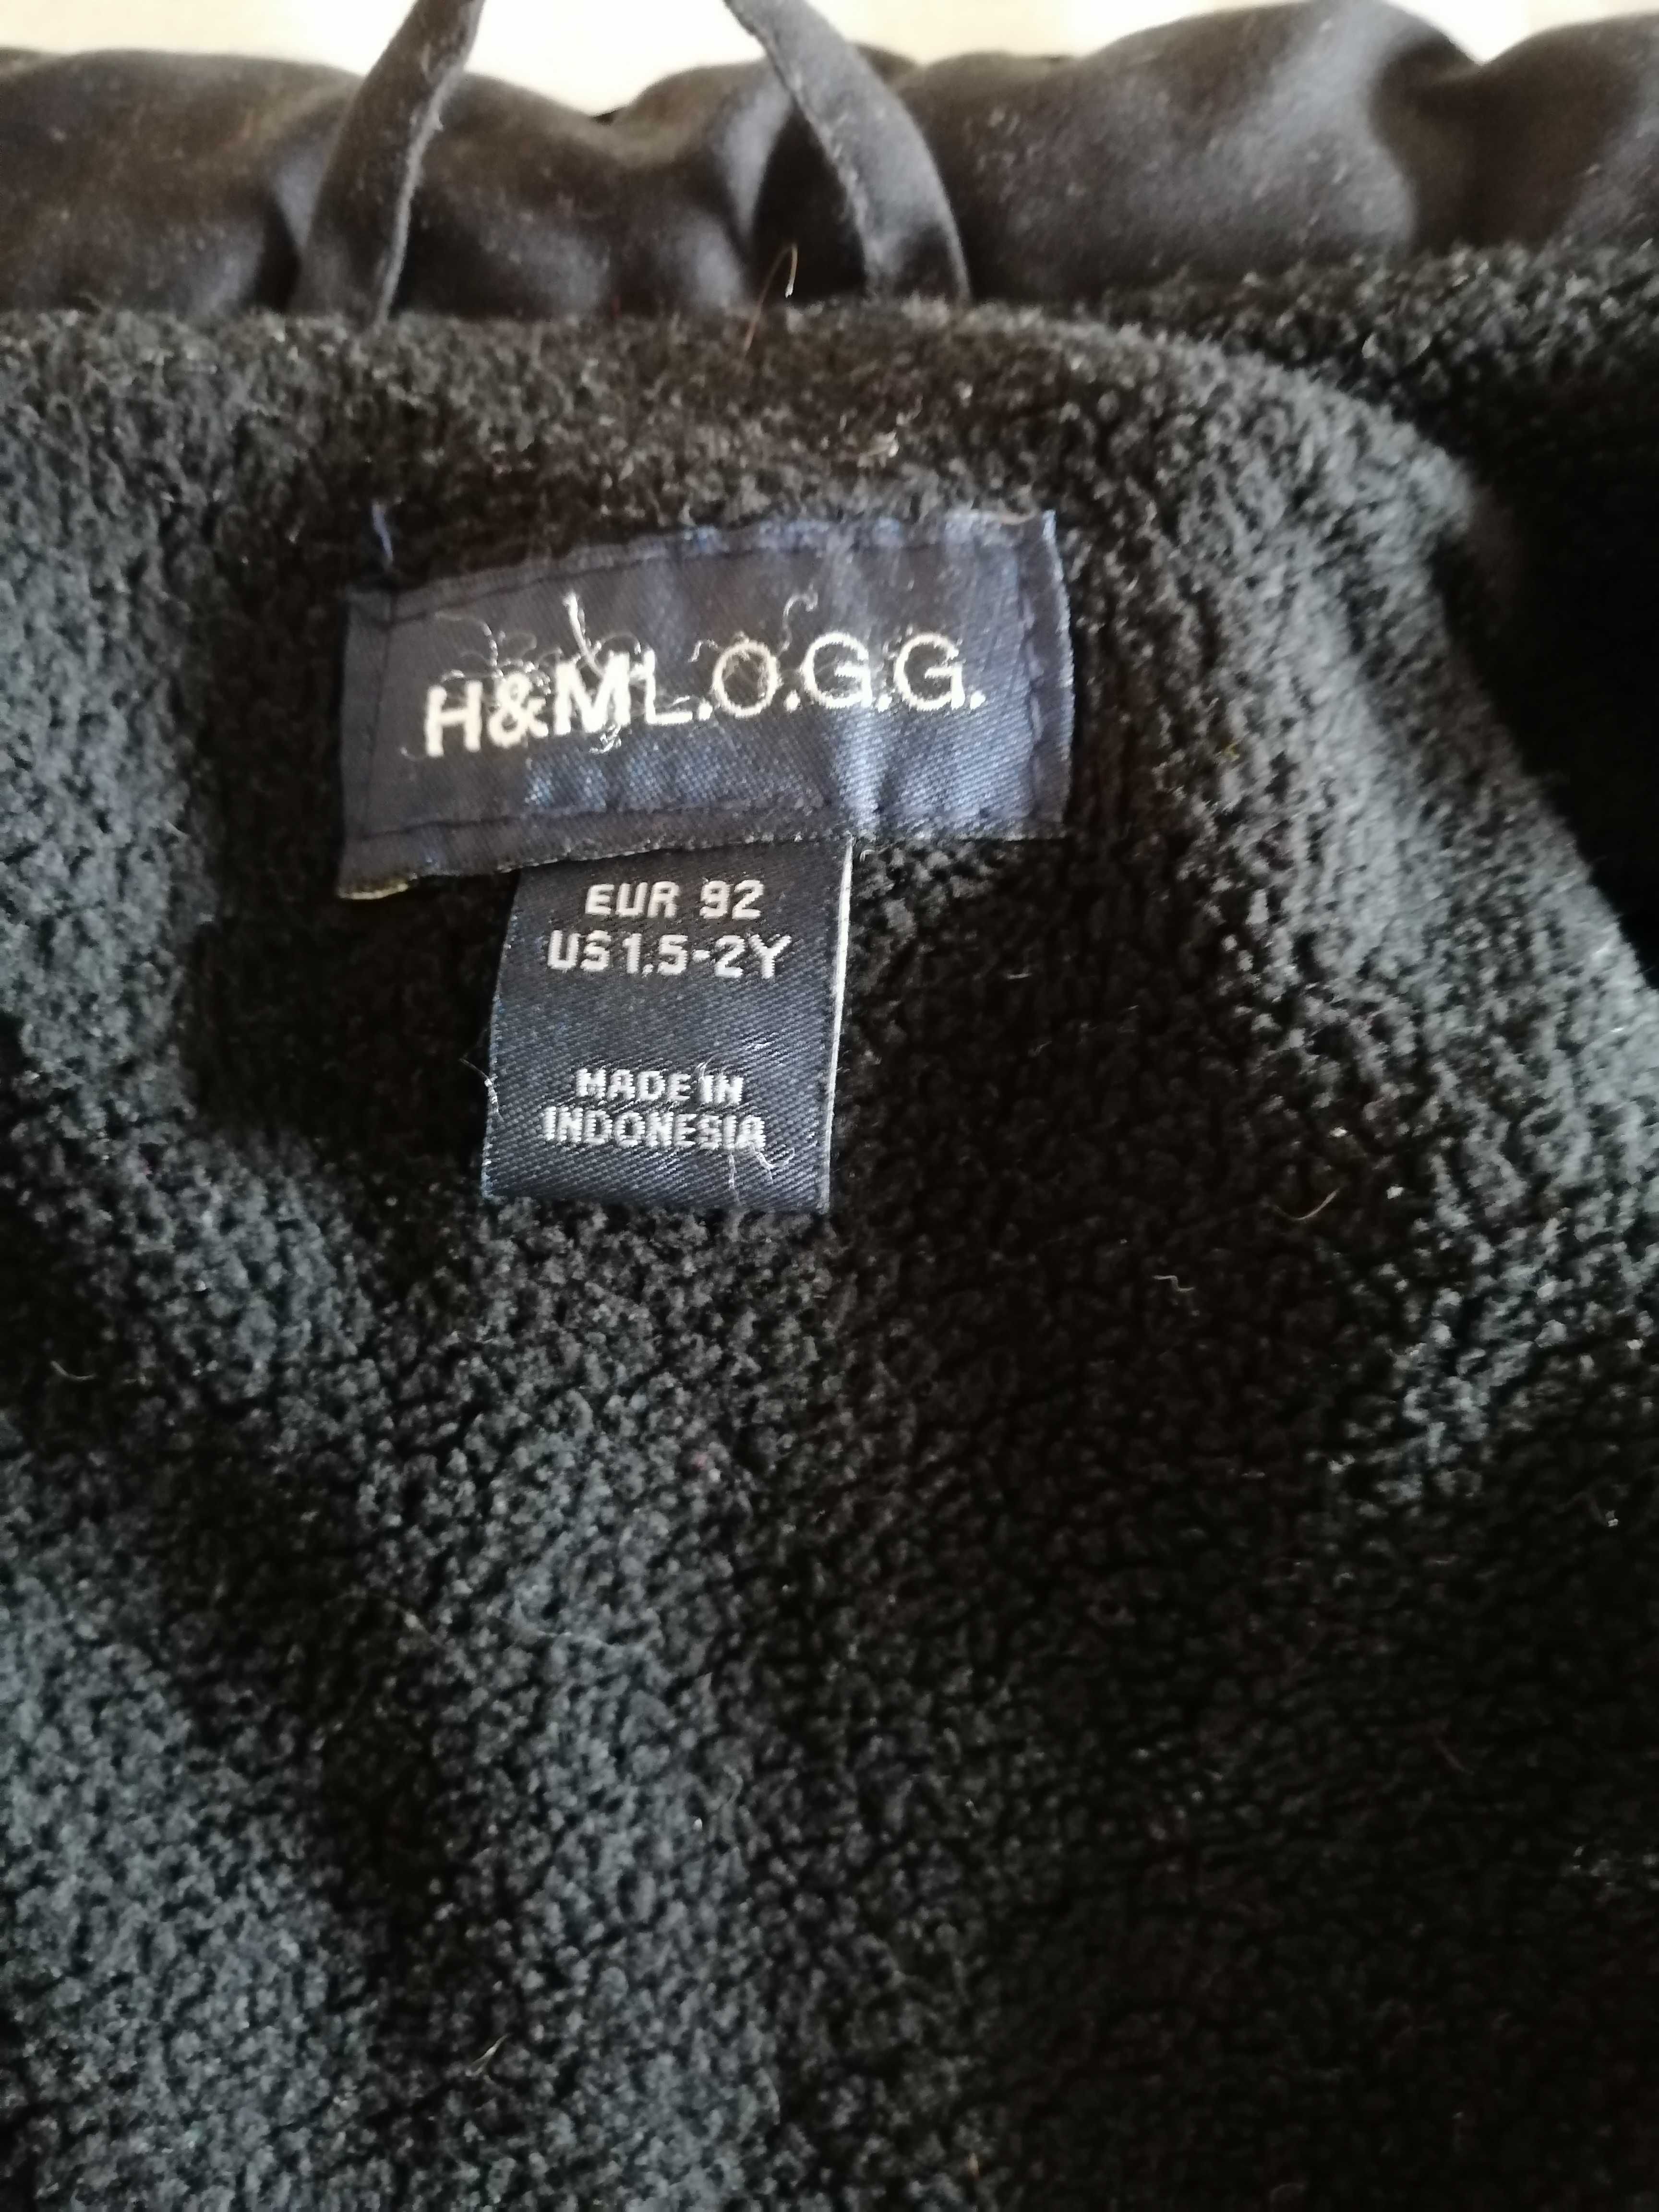 H&M L.O.G.G.
EUR 92
US 1.5-2Y
MADE IN
INDONESIA